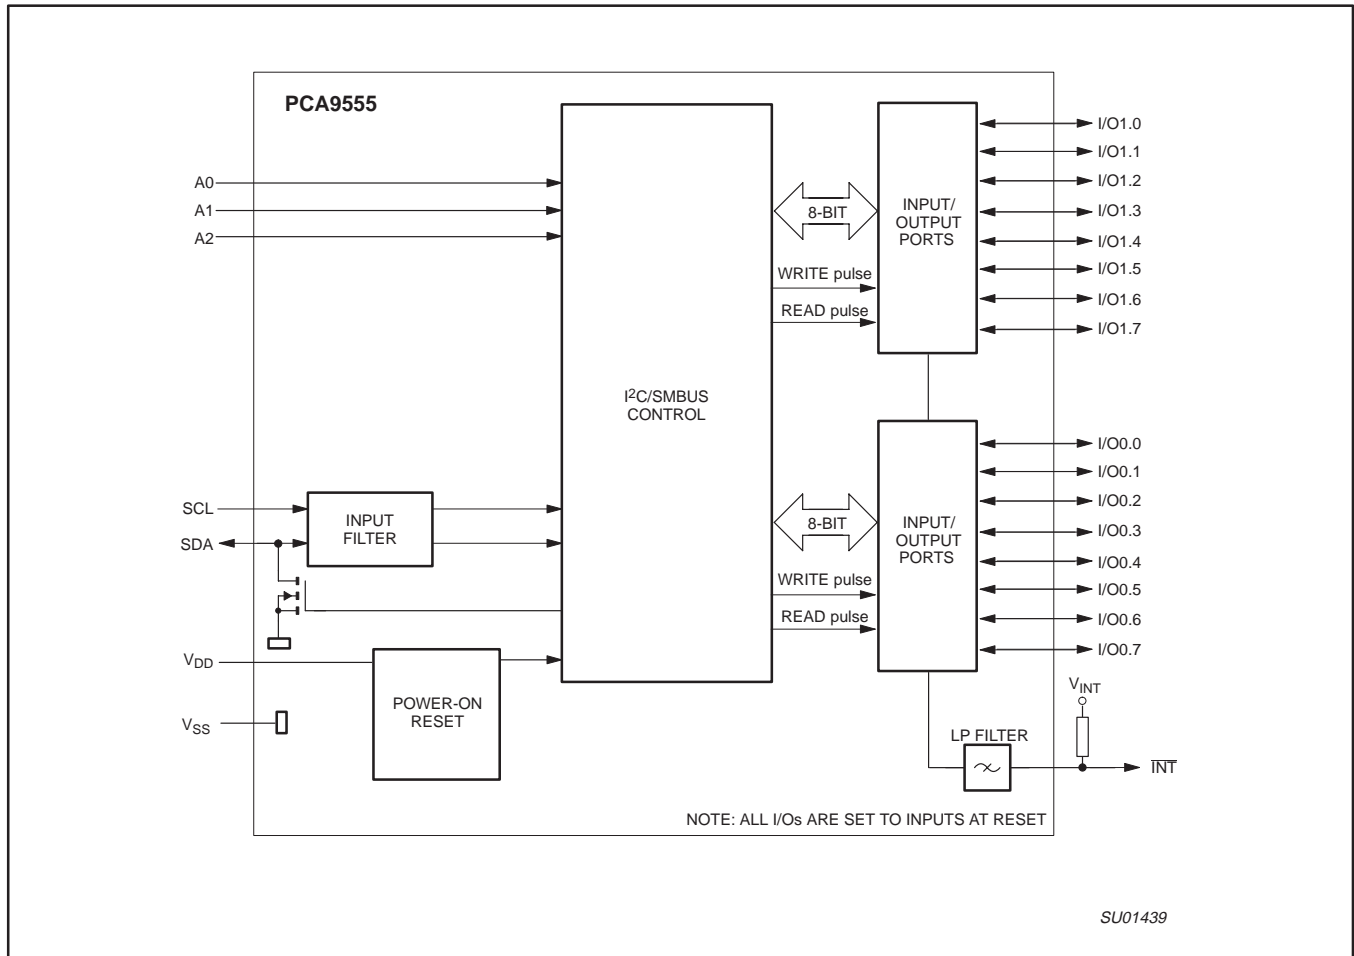 PCA9555
A0
A1
A2
SCL
SDA
VDD
VSS
INPUT
FILTER
POWER-ON
RESET
I2C/SMBUS
CONTROL
8-BIT
WRITE pulse
READ pulse
INPUT/
OUTPUT
PORTS
I/O1.0
I/O1.1
I/O1.2
I/O1.3
I/O1.4
I/O1.5
I/O1.6
I/O1.7
8-BIT
WRITE pulse
READ pulse
INPUT/
OUTPUT
PORTS
I/O0.0
I/O0.1
I/O0.2
I/O0.3
I/O0.4
I/O0.5
I/O0.6
I/O0.7
VINT
LP FILTER
INT
NOTE: ALL I/Os ARE SET TO INPUTS AT RESET
SU01439